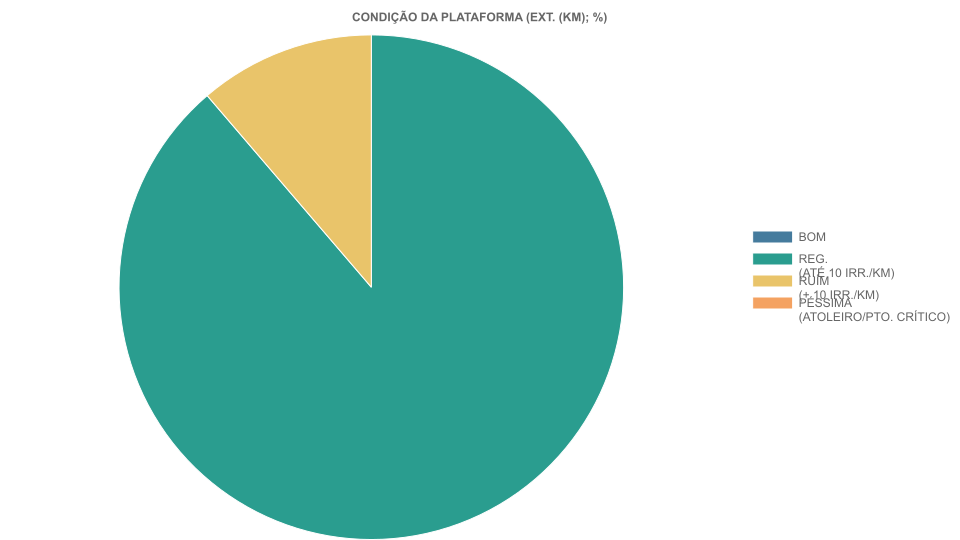 CONDIÇÃO DA PLATAFORMA (EXT. (KM); %)
BOM
REG.
(ATÉ 10 IRR./KM)
RUIM
(+ 10 IRR./KM)
PÉSSIMA
(ATOLEIRO/PTO. CRÍTICO)